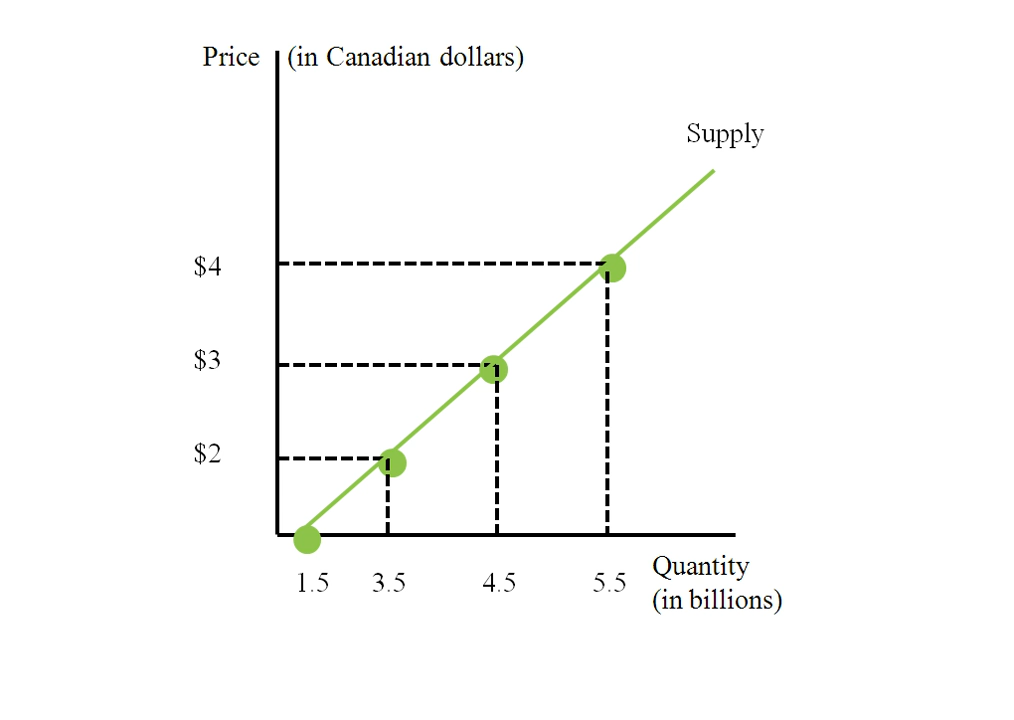 Price (in Canadian dollars)
Supply
$4
$3
$2
1.5 3.5 4.5 5.5
Quantity
(in billions)